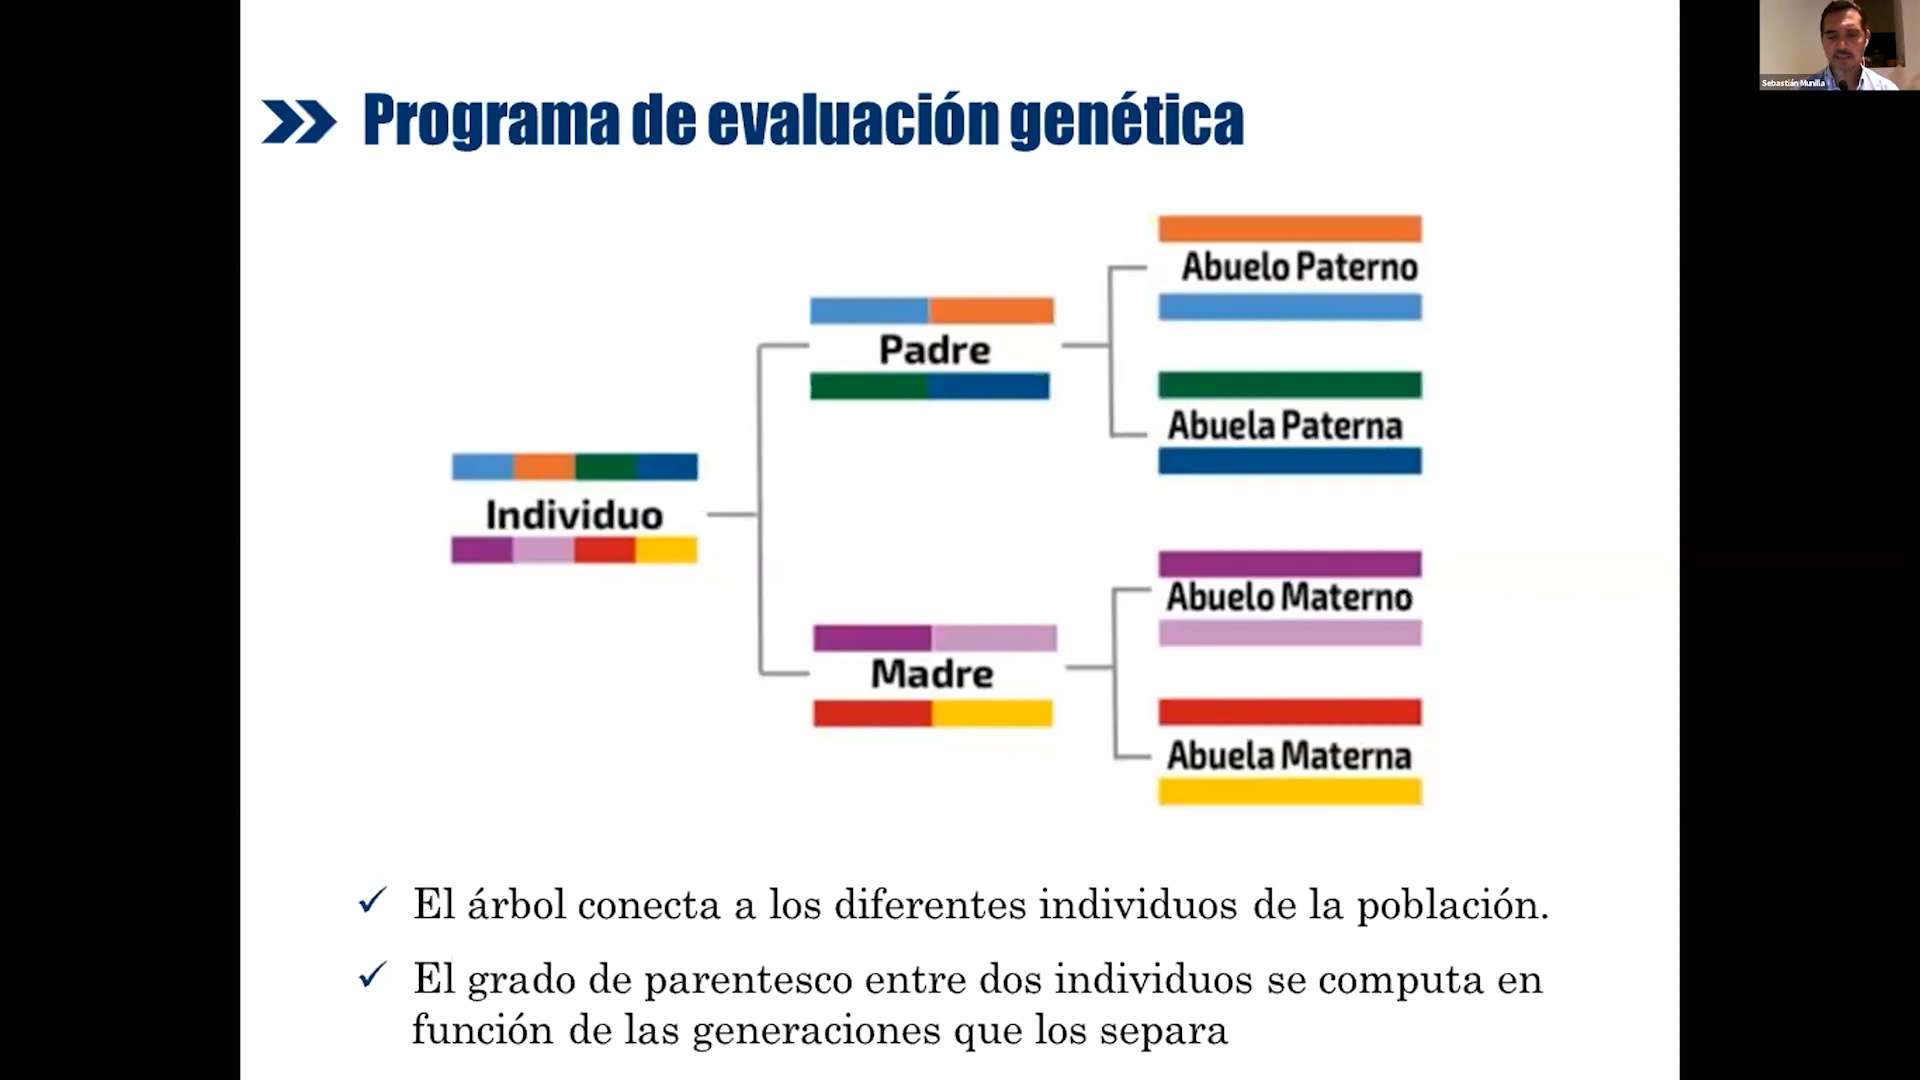 Sebastián Munilla
Programa de evaluación genética
Abuelo Paterno
Padre
Abuela Paterna
Individuo
Abuelo Materno
Madre
Abuela Materna
El árbol conecta a los diferentes individuos de la población.
El grado de parentesco entre dos individuos se computa en
función de las generaciones que los separa